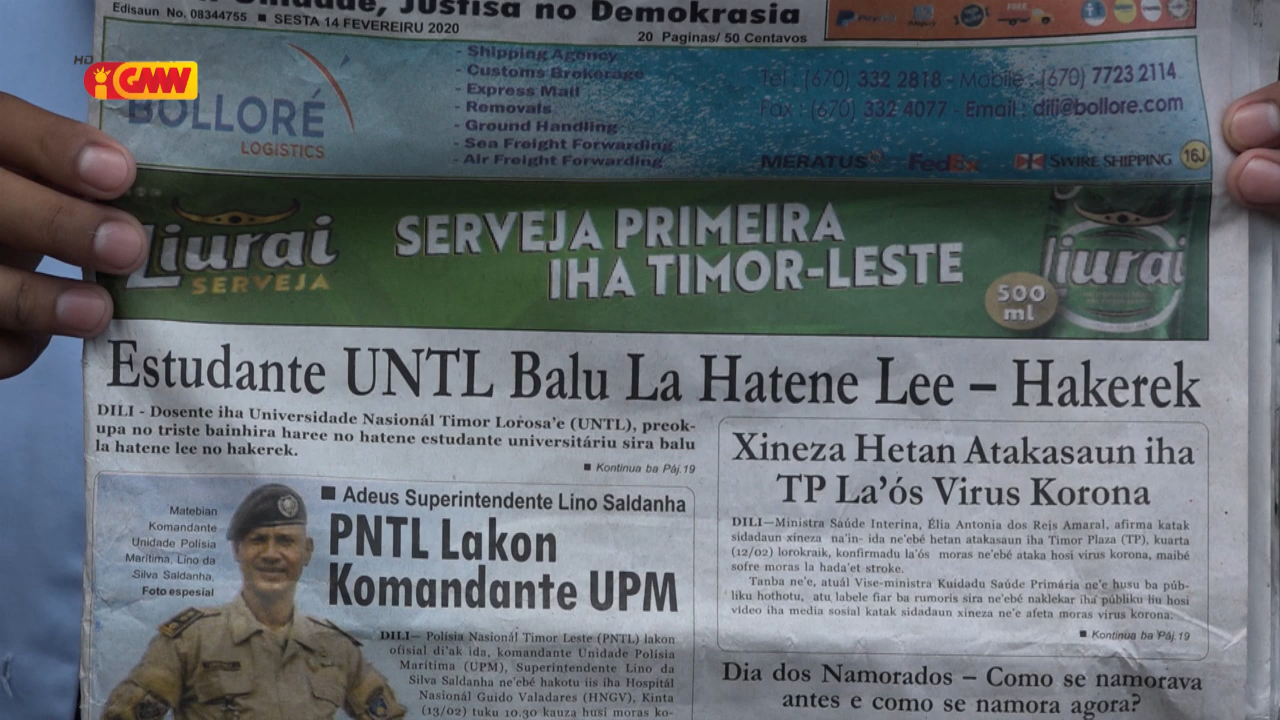 Justisa no Demokrasia
Edisaun No. 08344755 ■ SESTA 14 FEVEREIRU 2020
20 Paginas/ 50 Centavos
HD
GMN
BOLLORÉ
LOGISTICS
- Shipping Agency
- Customs Brokerage
- Express Mail
- Removals
- Ground Handling
- Sea Freight Forwarding
- Air Freight Forwarding
Tel : (670) 332 2818 - Mobile : (670) 7723 2114
Fax : (670) 332 4077 - Email : dili@bollore.com
MERATUS FedEx SWIRE SHIPPING 16J
Liurai
SERVEJA
SERVEJA PRIMEIRA
IHA TIMOR-LESTE
500
ml
Liurai
Estudante UNTL Balu La Hatene Lee – Hakerek
DILI - Dosente iha Universidade Nasionál Timor Lorosa'e (UNTL), preok-
upa no triste bainhira haree no hatene estudante universitáriu sira balu
la hatene lee no hakerek.
■ Kontinua ba Páj.19
Matebian
Komandante
Unidade Polísia
Marítima, Lino da
Silva Saldanha,
Foto espesial
■ Adeus Superintendente Lino Saldanha
PNTL Lakon
Komandante UPM
DILI— Polísia Nasionál Timor Leste (PNTL) lakon
ofisial di'ak ida, komandante Unidade Polísia
Marítima (UPM), Superintendente Lino da
Silva Saldanha ne'ebé hakotu iis iha Hospitál
Nasionál Guido Valadares (HNGV), Kinta
(13/02) tuku 10.30 kauza husi moras ko-
Xineza Hetan Atakasaun iha
TP La'ós Virus Korona
DILI—Ministra Saúde Interina, Élia Antonia dos Rejs Amaral, afirma katak
sidadaun xineza na'in- ida ne'ebé hetan atakasaun iha Timor Plaza (TP), kuarta
(12/02) lorokraik, konfirmadu la'ós moras ne'ebé ataka hosi virus korona, maibé
sofre moras la hada'et stroke.
Tanba ne'e, atuál Vise-ministra Kuidadu Saúde Primária ne'e husu ba púb-
liku hothotu, atu labele fiar ba rumoris sira ne'ebé naklekar iha públiku liu hosi
video iha media sosial katak sidadaun xineza ne'e afeta moras virus korona.
■ Kontinua ba Páj.19
Dia dos Namorados – Como se namorava
antes e como se namora agora?